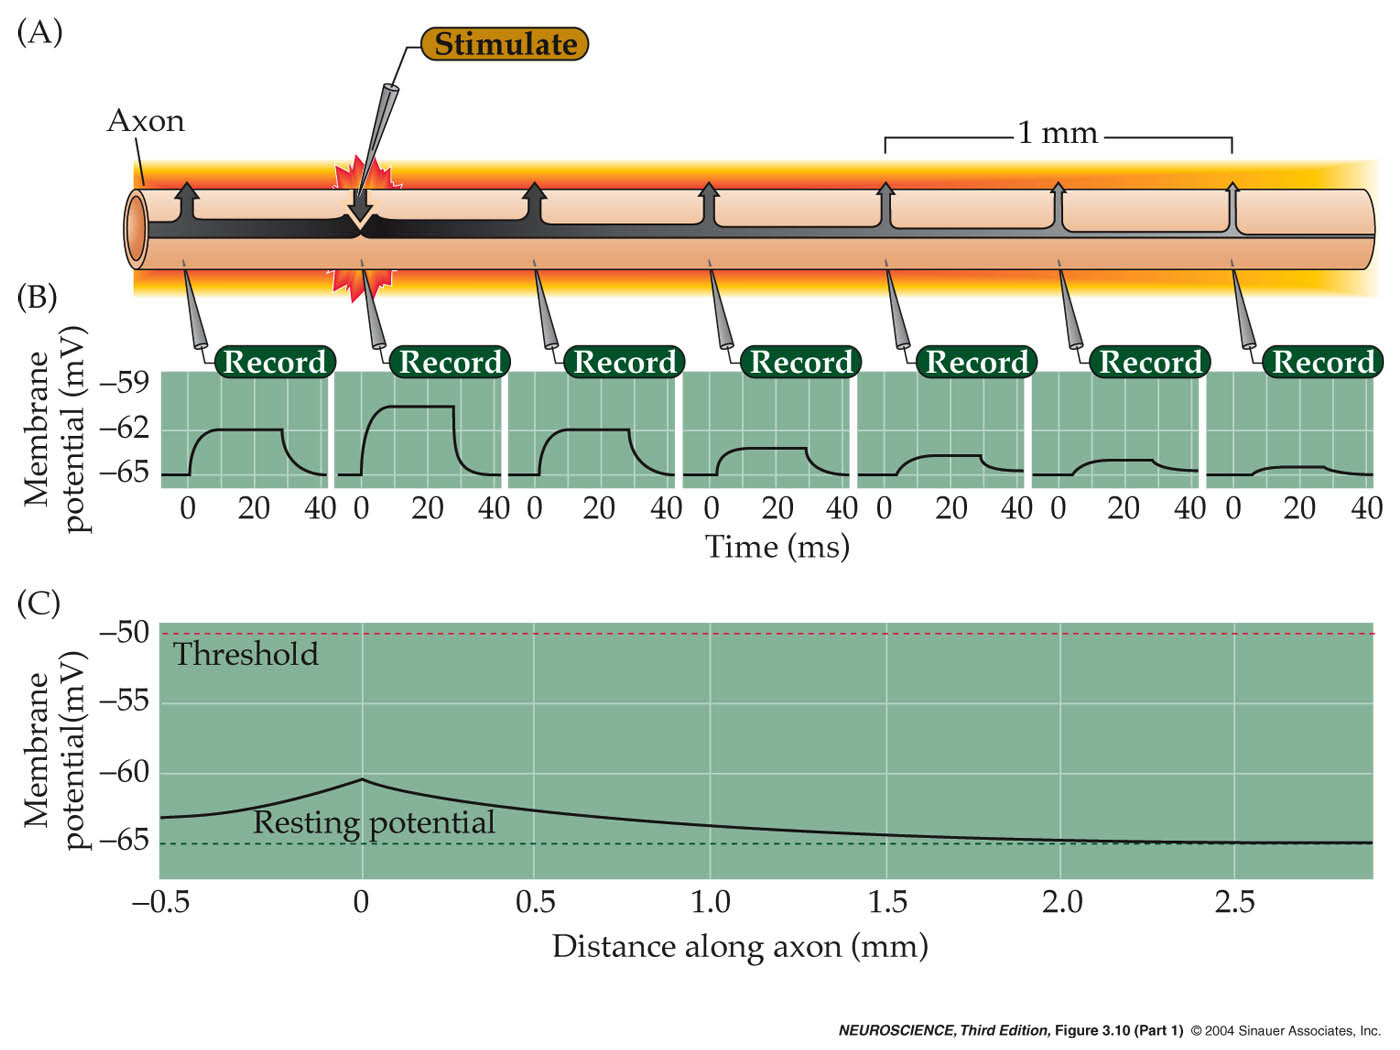 (A)
Stimulate
Axon
1 mm
(B)
Record Record Record Record Record Record Record
Membrane
potential (mV)
–59
–62
–65
0 20 40 0 20 40 0 20 40 0 20 40 0 20 40 0 20 40 0 20 40
Time (ms)
(C)
Membrane
potential(mV)
–50
Threshold
–55
–60
Resting potential
–65
–0.5 0 0.5 1.0 1.5 2.0 2.5
Distance along axon (mm)
NEUROSCIENCE, Third Edition, Figure 3.10 (Part 1) © 2004 Sinauer Associates, Inc.